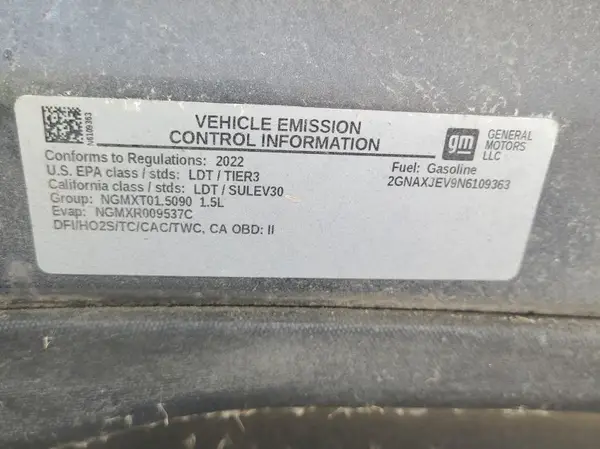 N6109363
VEHICLE EMISSION
CONTROL INFORMATION
gm
GENERAL
MOTORS
LLC
Conforms to Regulations: 2022
U.S. EPA class / stds: LDT / TIER3
California class / stds: LDT / SULEV30
Group: NGMXT01.5090 1.5L
Evap: NGMXR009537C
DFI/HO2S/TC/CAC/TWC, CA OBD: II
Fuel: Gasoline
2GNAXJEV9N6109363